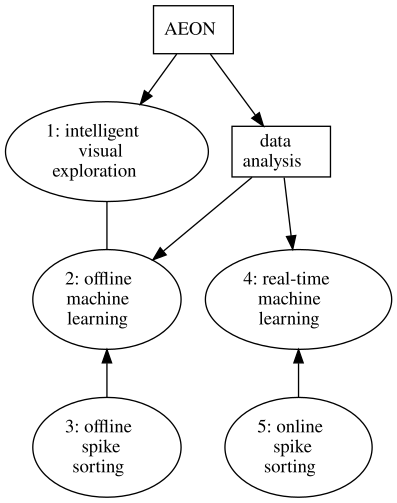 AEON
1: intelligent
visual
exploration
data
analysis
2: offline
machine
learning
4: real-time
machine
learning
3: offline
spike
sorting
5: online
spike
sorting